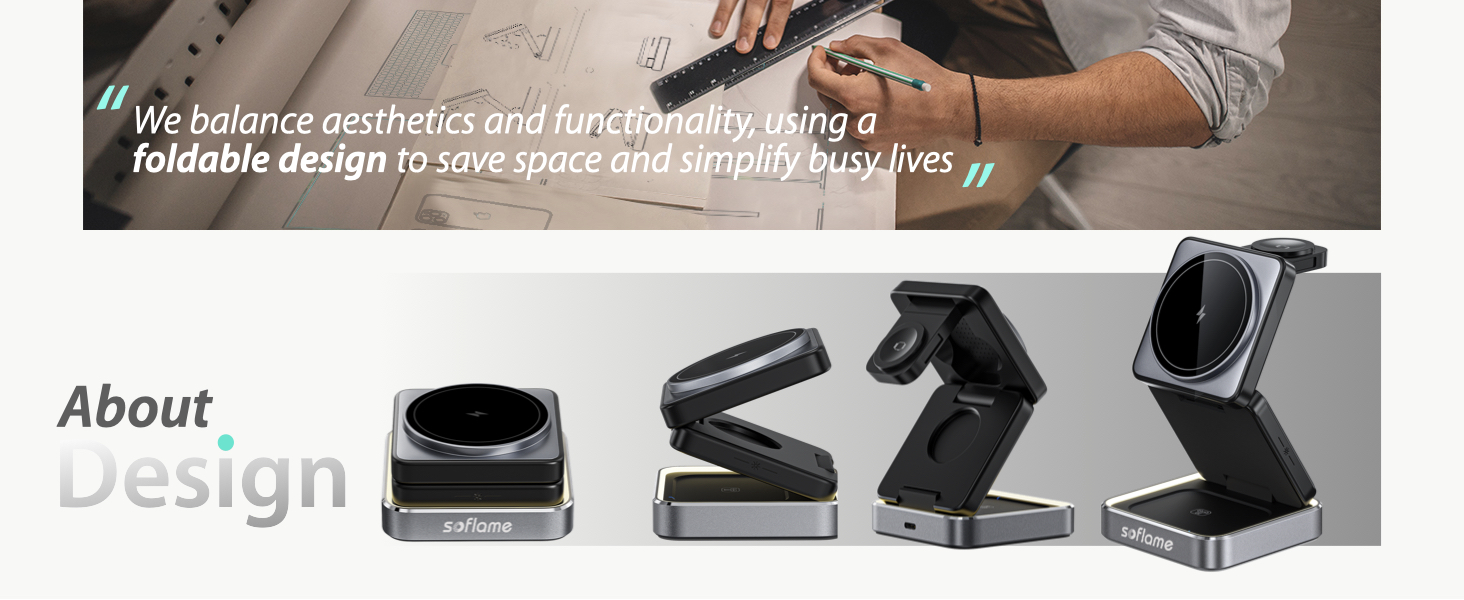 “ We balance aesthetics and functionality, using a
foldable design to save space and simplify busy lives ”
About
Design
soflame
soflame